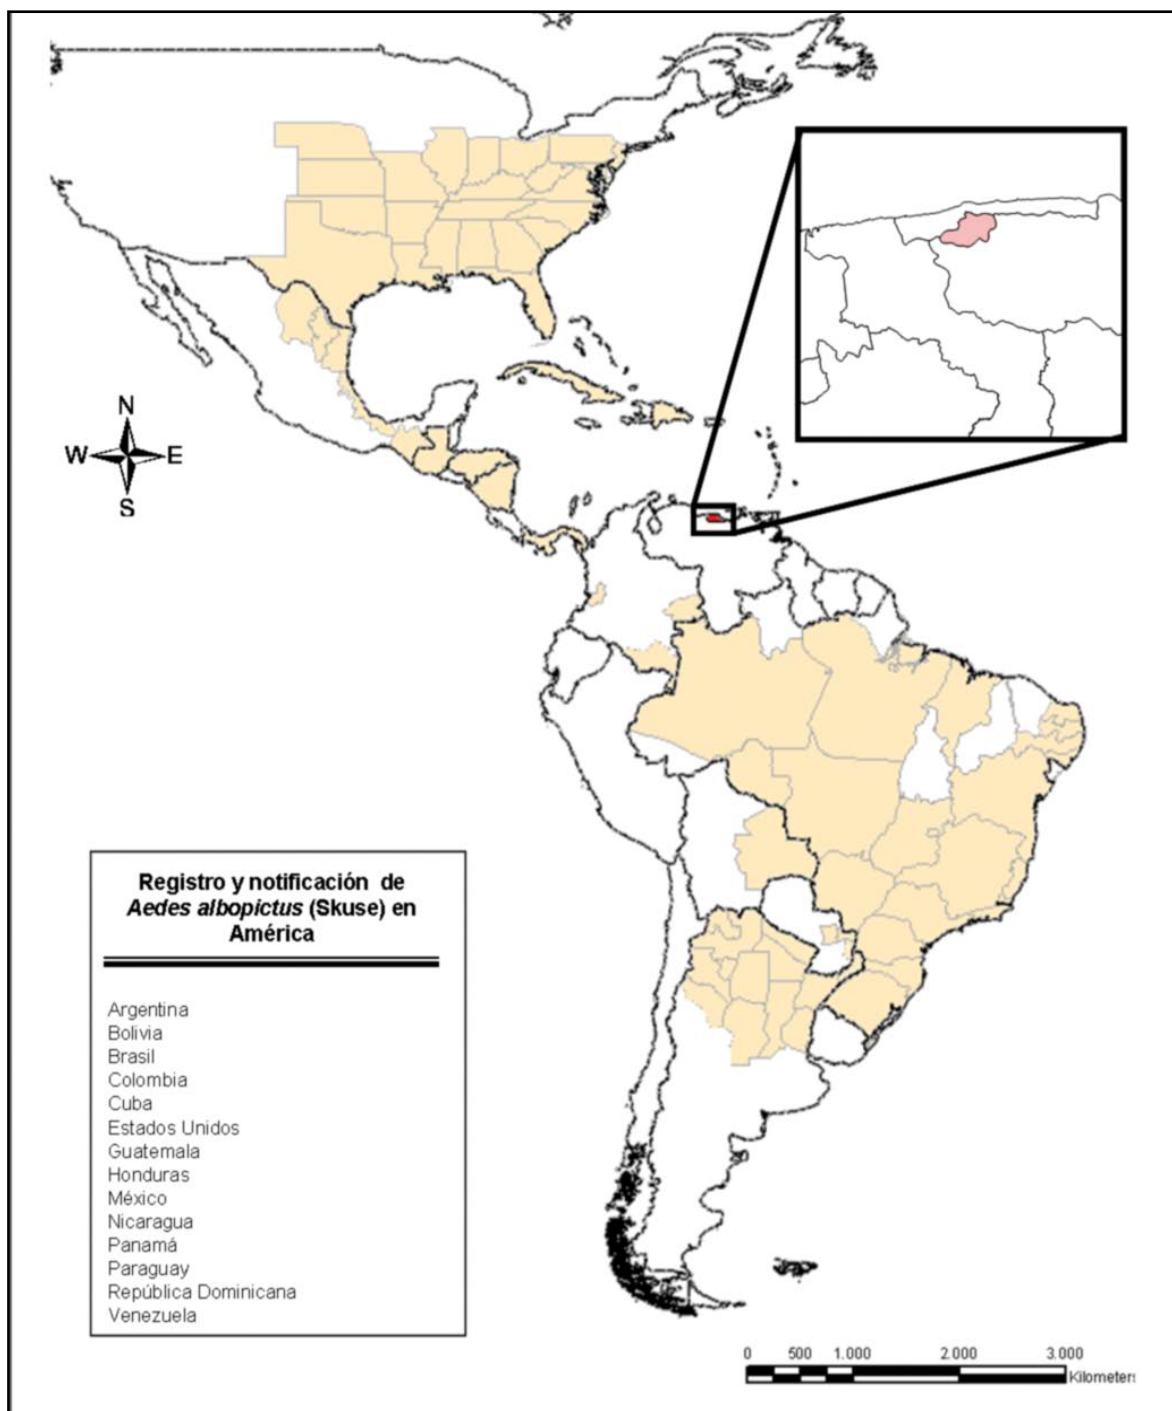 N
W E
S
Registro y notificación de
Aedes albopictus (Skuse) en
América
Argentina
Bolivia
Brasil
Colombia
Cuba
Estados Unidos
Guatemala
Honduras
México
Nicaragua
Panamá
Paraguay
República Dominicana
Venezuela
0 500 1.000 2.000 3.000
Kilometers